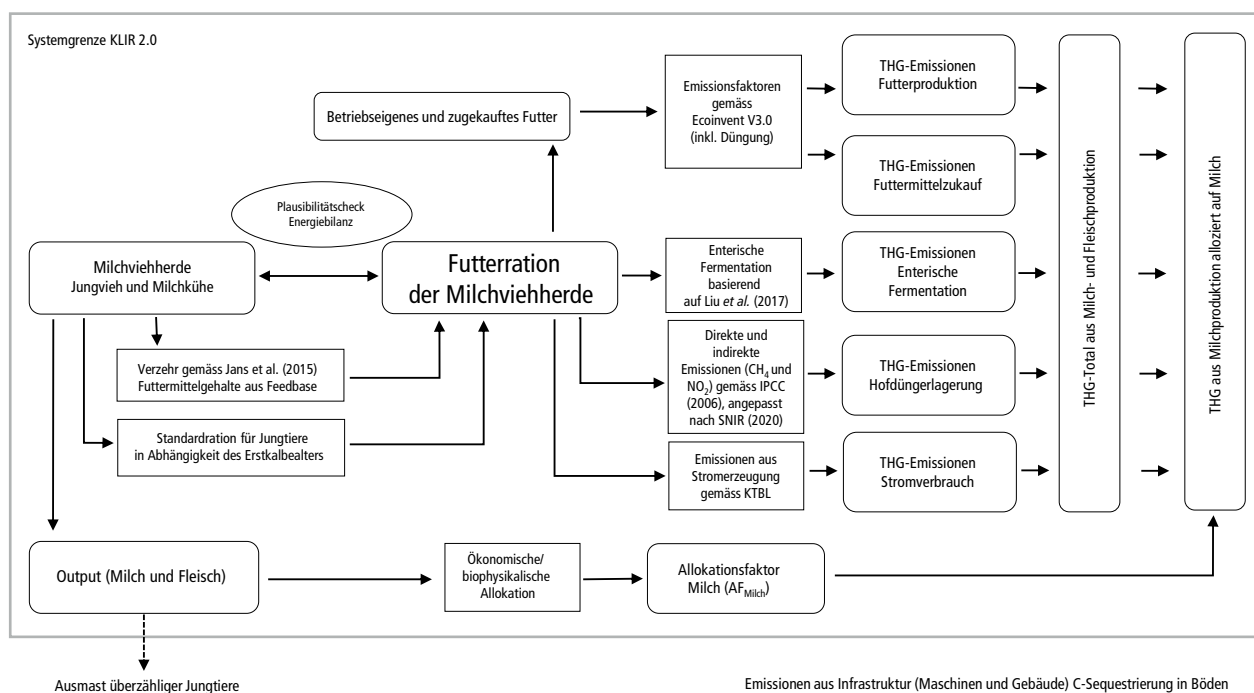 Systemgrenze KLIR 2.0
Betriebseigenes und zugekauftes Futter
Emissionsfaktoren
gemäss
Ecoinvent V3.0
(inkl. Düngung)
THG-Emissionen
Futterproduktion
THG-Emissionen
Futtermittelzukauf
Plausibilitätscheck
Energiebilanz
Milchviehherde
Jungvieh und Milchkühe
Futterration
der Milchviehherde
Enterische
Fermentation
basierend
auf Liu et al. (2017)
THG-Emissionen
Enterische
Fermentation
Verzehr gemäss Jans et al. (2015)
Futtermittelgehalte aus Feedbase
Direkte und
indirekte
Emissionen (CH₄ und
NO₂) gemäss IPCC
(2006), angepasst
nach SNIR (2020)
THG-Emissionen
Hofdüngerlagerung
Standardration für Jungtiere
in Abhängigkeit des Erstkalbealters
Emissionen aus
Stromerzeugung
gemäss KTBL
THG-Emissionen
Stromverbrauch
THG-Total aus Milch- und Fleischproduktion
THG aus Milchproduktion alloziert auf Milch
Output (Milch und Fleisch)
Ökonomische/
biophysikalische
Allokation
Allokationsfaktor
Milch (AF_Milch)
Ausmast überzähliger Jungtiere
Emissionen aus Infrastruktur (Maschinen und Gebäude) C-Sequestrierung in Böden